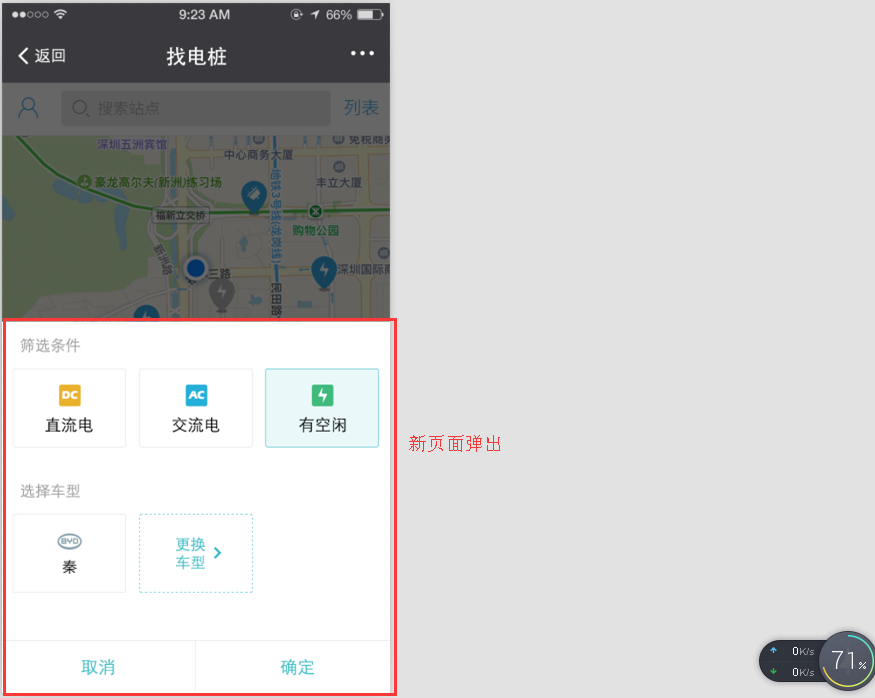 9:23 AM
66%
返回
找电桩
搜索站点
列表
深圳五洲宾馆
免税商务
中心商务大厦
豪龙高尔夫(新洲)练习场
丰立大厦
地铁3号线(龙岗线)
福新立交桥
购物公园
新洲路
三路
深圳国际商
民田路
筛选条件
DC
AC
直流电
交流电
有空闲
新页面弹出
选择车型
BYD
秦
更换
车型
取消
确定
0K/s
0K/s
71%